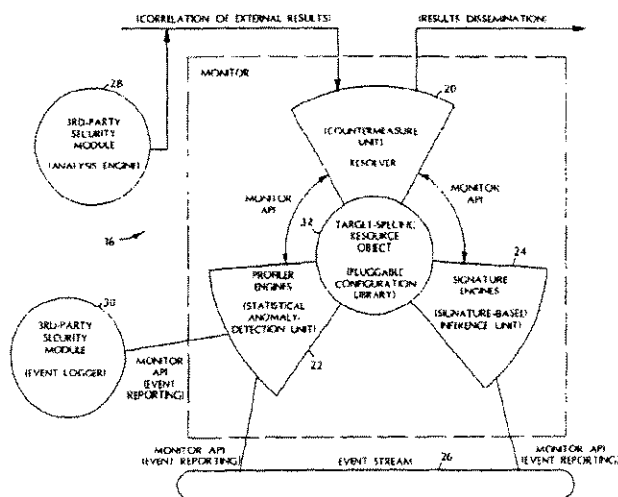 (CORRELATION OF EXTERNAL RESULTS)
(RESULTS DISSEMINATION)
MONITOR
28
3RD-PARTY
SECURITY
MODULE
(ANALYSIS ENGINE)
20
(COUNTERMEASURE
UNIT)
RESOLVER
MONITOR
API
MONITOR
API
16
32
TARGET-SPECIFIC
RESOURCE
OBJECT
(PLUGGABLE
CONFIGURATION
LIBRARY)
24
PROFILER
ENGINES
(STATISTICAL
ANOMALY-
DETECTION UNIT)
SIGNATURE
ENGINES
(SIGNATURE-BASED
INFERENCE UNIT)
30
3RD-PARTY
SECURITY
MODULE
(EVENT LOGGER)
MONITOR
API
(EVENT
REPORTING)
22
MONITOR API
(EVENT REPORTING)
EVENT STREAM
26
MONITOR API
(EVENT REPORTING)